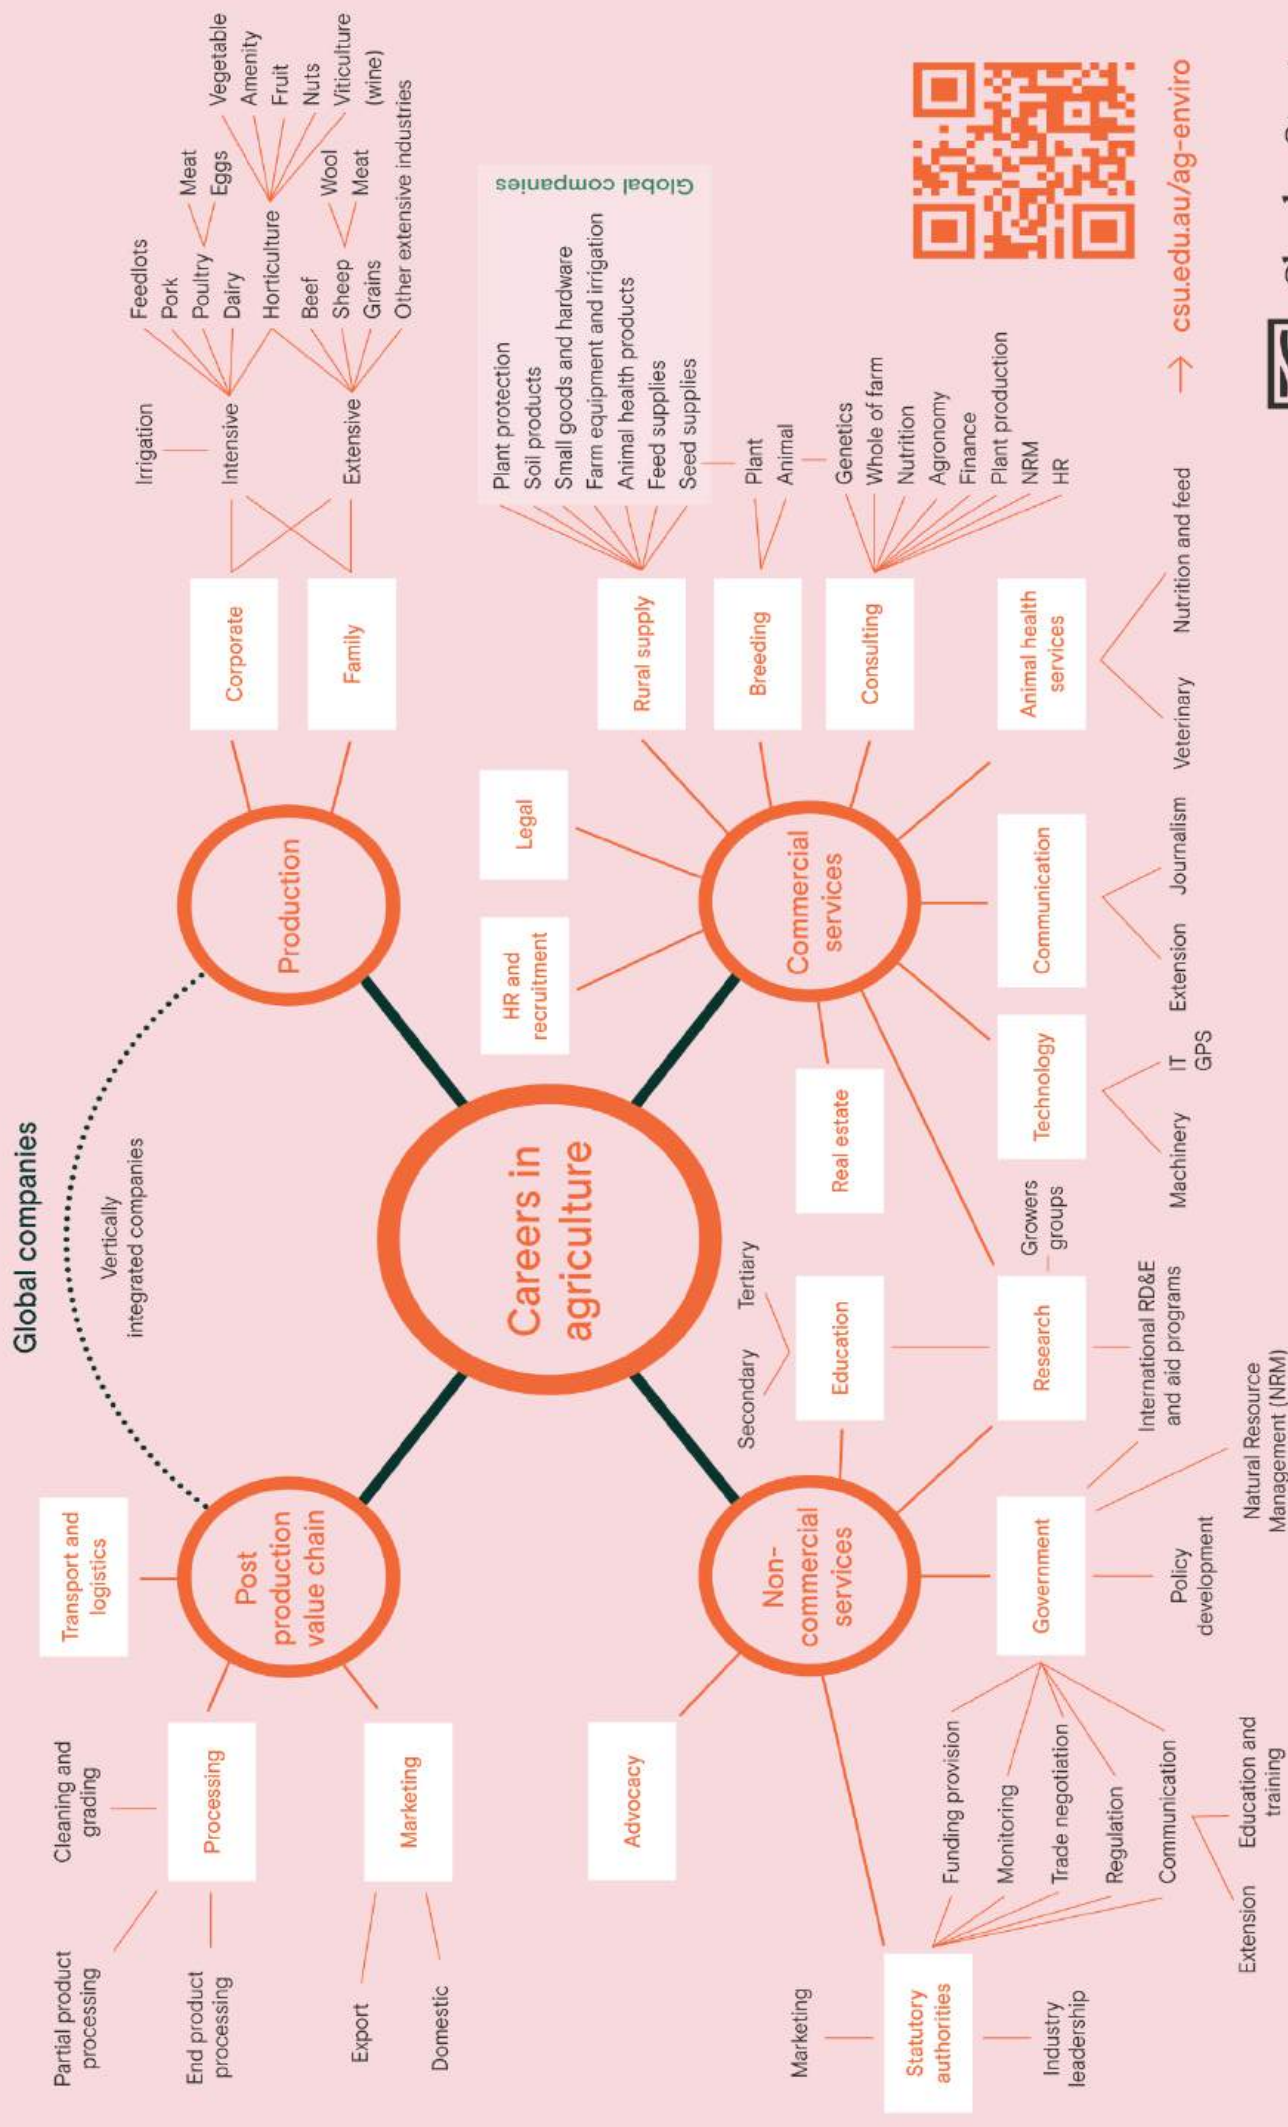 Global companies
Vertically
integrated companies
Careers in
agriculture
Post
production
value chain
Transport and
logistics
Processing
Cleaning and
grading
Partial product
processing
End product
processing
Marketing
Export
Domestic
Production
Corporate
Family
Irrigation
Intensive
Extensive
Feedlots
Pork
Poultry
Meat
Eggs
Dairy
Horticulture
Vegetable
Amenity
Fruit
Nuts
Viticulture
(wine)
Beef
Sheep
Wool
Meat
Grains
Other extensive industries
Non-
commercial
services
Advocacy
Statutory
authorities
Marketing
Industry
leadership
Funding provision
Monitoring
Trade negotiation
Regulation
Communication
Extension
Education and
training
Government
Policy
development
Natural Resource
Management (NRM)
International RD&E
and aid programs
Education
Secondary
Tertiary
Research
Growers
groups
Commercial
services
HR and
recruitment
Legal
Real estate
Technology
Machinery
IT
GPS
Communication
Extension
Journalism
Animal health
services
Veterinary
Nutrition and feed
Rural supply
Plant protection
Soil products
Small goods and hardware
Farm equipment and irrigation
Animal health products
Feed supplies
Seed supplies
Global companies
Breeding
Plant
Animal
Consulting
Genetics
Whole of farm
Nutrition
Agronomy
Finance
Plant production
NRM
HR
→ csu.edu.au/ag-enviro